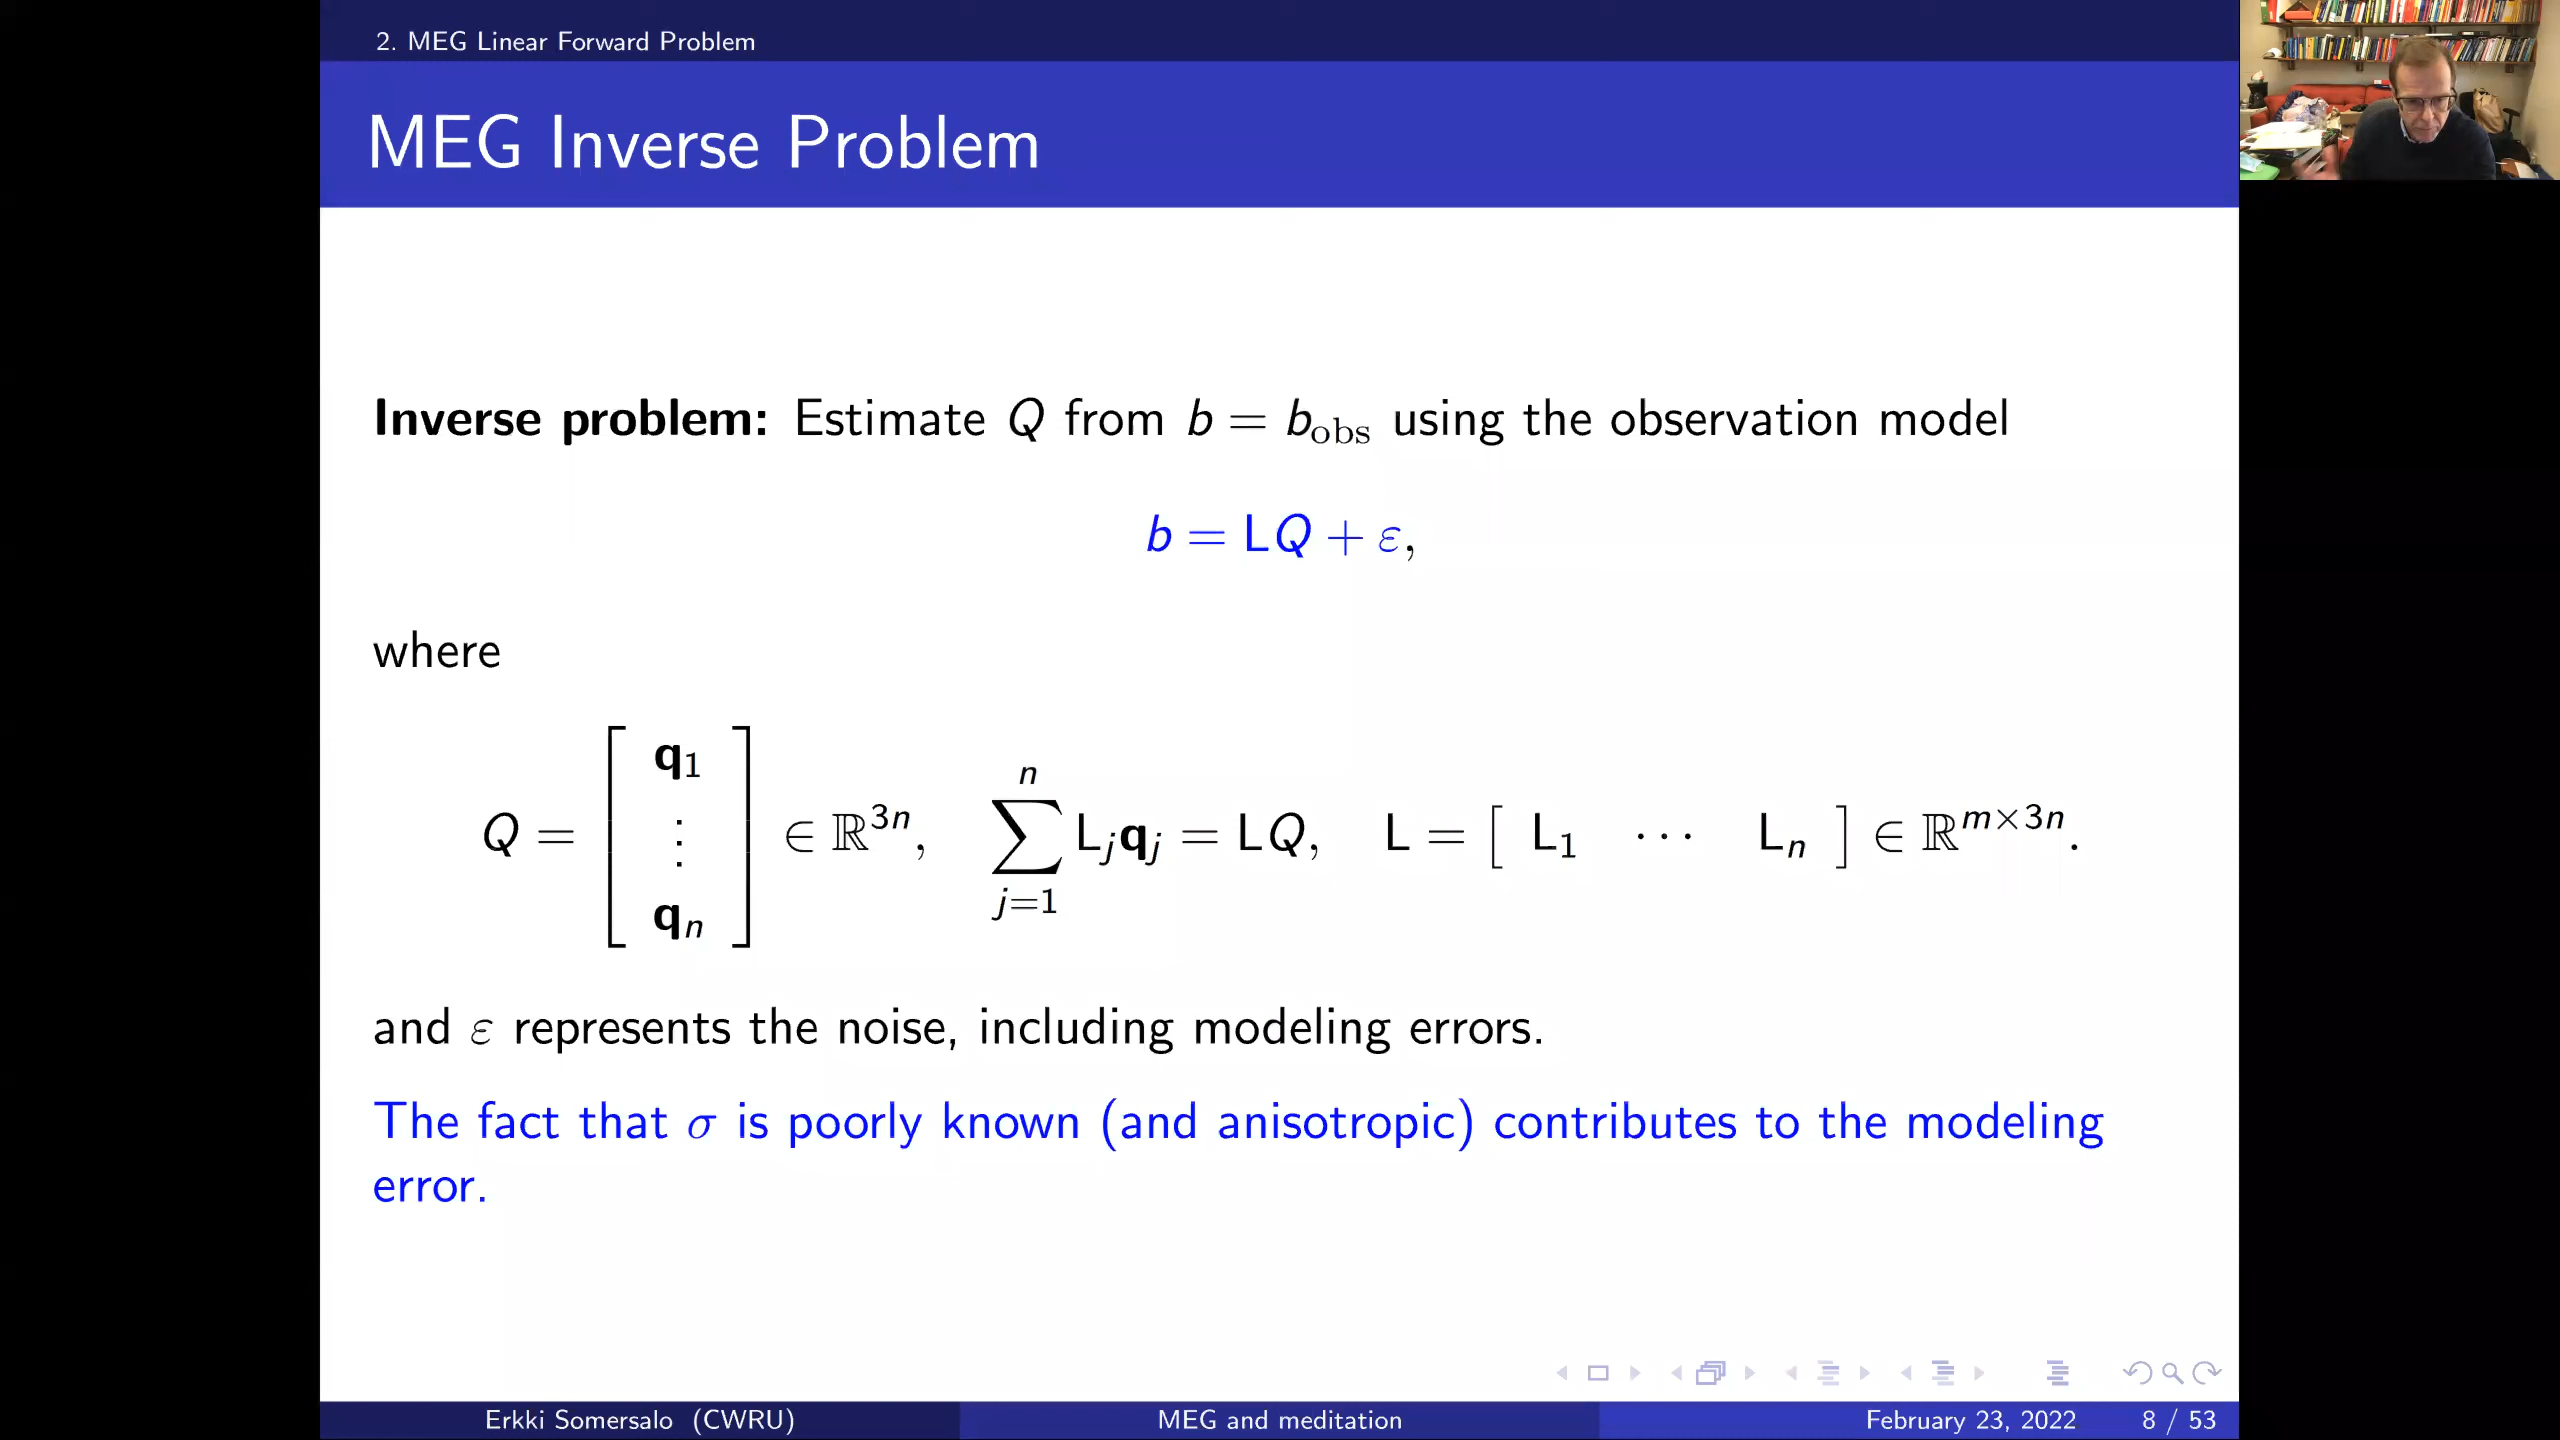 2. MEG Linear Forward Problem
MEG Inverse Problem
Inverse problem: Estimate Q from b = b_obs using the observation model
b = LQ + ε,
where
Q = [ q_1 ⋮ q_n ] ∈ ℝ^{3n}, ∑_{j=1}^{n} L_j q_j = LQ, L = [ L_1 ⋯ L_n ] ∈ ℝ^{m×3n}.
and ε represents the noise, including modeling errors.
The fact that σ is poorly known (and anisotropic) contributes to the modeling
error.
Erkki Somersalo (CWRU) MEG and meditation February 23, 2022 8 / 53